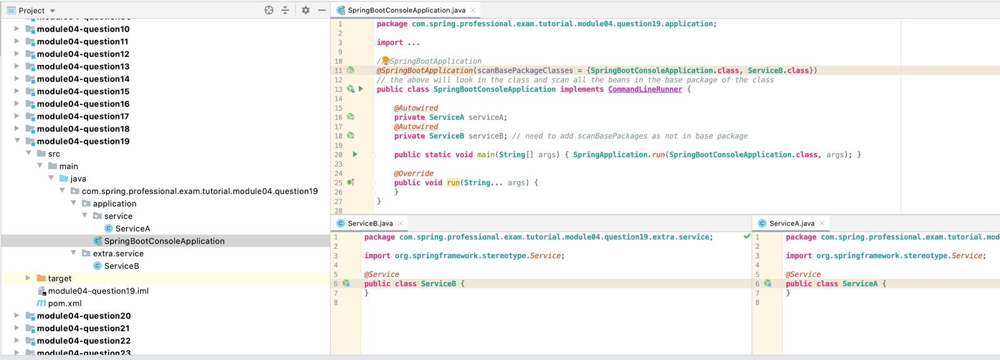 Project
module04-question10
module04-question11
module04-question12
module04-question13
module04-question14
module04-question15
module04-question16
module04-question17
module04-question18
module04-question19
src
main
java
com.spring.professional.exam.tutorial.module04.question19
application
service
ServiceA
SpringBootConsoleApplication
extra.service
ServiceB
target
module04-question19.iml
pom.xml
module04-question20
module04-question21
module04-question22
module04-question23
SpringBootConsoleApplication.java
1 package com.spring.professional.exam.tutorial.module04.question19.application;
2
3 import ...
9
10 //@SpringBootApplication
11 @SpringBootApplication(scanBasePackageClasses = {SpringBootConsoleApplication.class, ServiceB.class})
12 // the above will look in the class and scan all the beans in the base package of the class
13 public class SpringBootConsoleApplication implements CommandLineRunner {
14
15 @Autowired
16 private ServiceA serviceA;
17 @Autowired
18 private ServiceB serviceB; // need to add scanBasePackages as not in base package
19
20 public static void main(String[] args) { SpringApplication.run(SpringBootConsoleApplication.class, args); }
23
24 @Override
25 public void run(String... args) {
26 }
27 }
28
ServiceB.java
1 package com.spring.professional.exam.tutorial.module04.question19.extra.service;
2
3 import org.springframework.stereotype.Service;
4
5 @Service
6 public class ServiceB {
7 }
8
ServiceA.java
1 package com.spring.professional.exam.tutorial.mod
2
3 import org.springframework.stereotype.Service;
4
5 @Service
6 public class ServiceA {
7 }
8